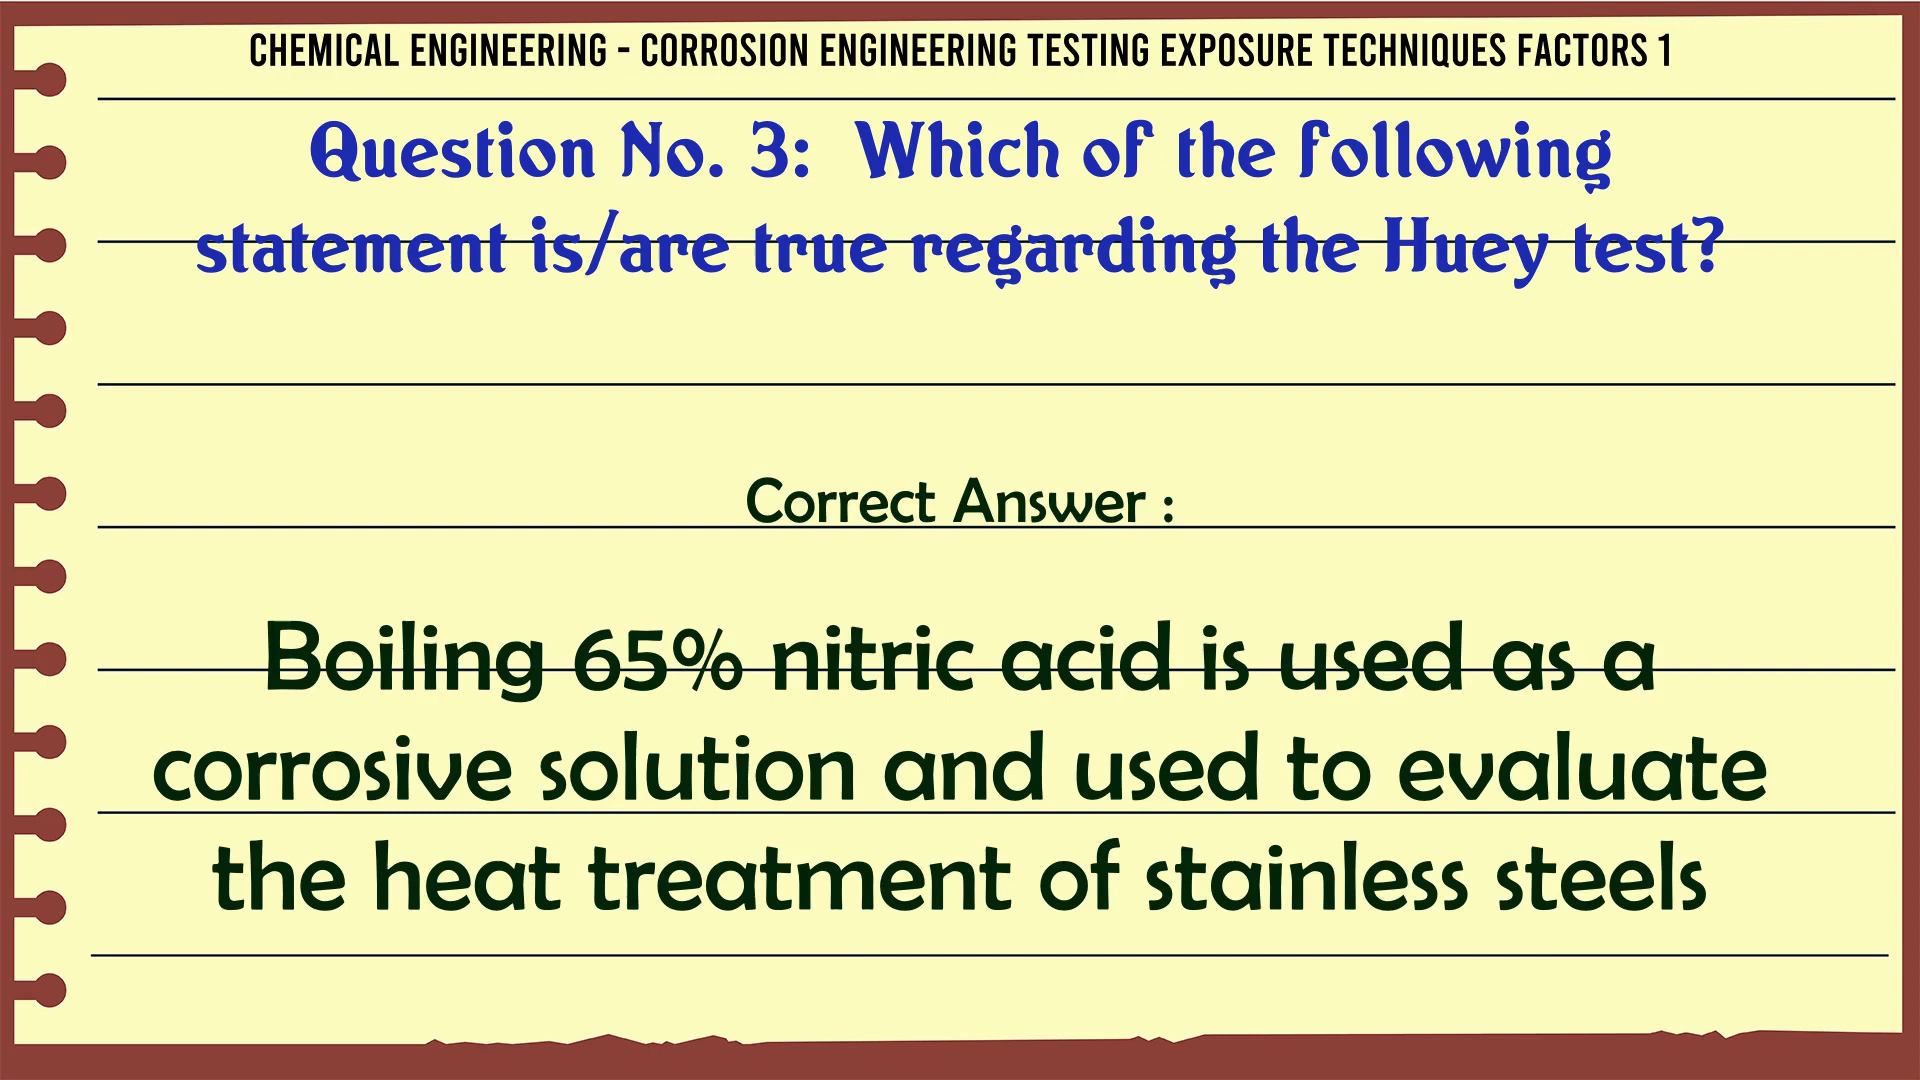 CHEMICAL ENGINEERING - CORROSION ENGINEERING TESTING EXPOSURE TECHNIQUES FACTORS 1
Question No. 3: Which of the following
statement is/are true regarding the Huey test?
Correct Answer :
Boiling 65% nitric acid is used as a
corrosive solution and used to evaluate
the heat treatment of stainless steels